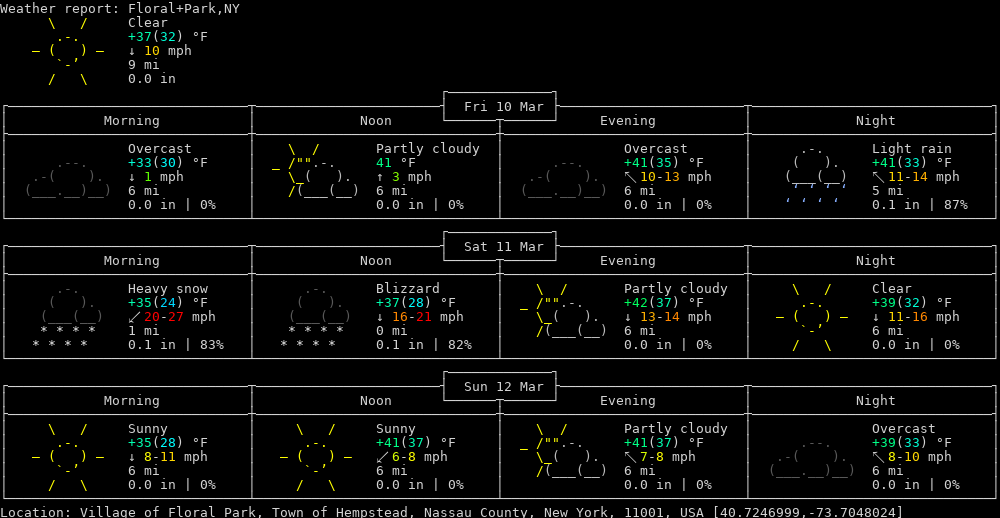 Weather report: Floral+Park,NY
Clear
+37(32) °F
↓ 10 mph
9 mi
0.0 in
Fri 10 Mar
Morning Noon Evening Night
Overcast Partly cloudy Overcast Light rain
+33(30) °F 41 °F +41(35) °F +41(33) °F
↓ 1 mph ↑ 3 mph ↖ 10-13 mph ↖ 11-14 mph
6 mi 6 mi 6 mi 5 mi
0.0 in | 0% 0.0 in | 0% 0.0 in | 0% 0.1 in | 87%
Sat 11 Mar
Morning Noon Evening Night
Heavy snow Blizzard Partly cloudy Clear
+35(24) °F +37(28) °F +42(37) °F +39(32) °F
↙ 20-27 mph ↓ 16-21 mph ↓ 13-14 mph ↓ 11-16 mph
1 mi 0 mi 6 mi 6 mi
0.1 in | 83% 0.1 in | 82% 0.0 in | 0% 0.0 in | 0%
Sun 12 Mar
Morning Noon Evening Night
Sunny Sunny Partly cloudy Overcast
+35(28) °F +41(37) °F +41(37) °F +39(33) °F
↓ 8-11 mph ↙ 6-8 mph ↖ 7-8 mph ↖ 8-10 mph
6 mi 6 mi 6 mi 6 mi
0.0 in | 0% 0.0 in | 0% 0.0 in | 0% 0.0 in | 0%
Location: Village of Floral Park, Town of Hempstead, Nassau County, New York, 11001, USA [40.7246999,-73.7048024]